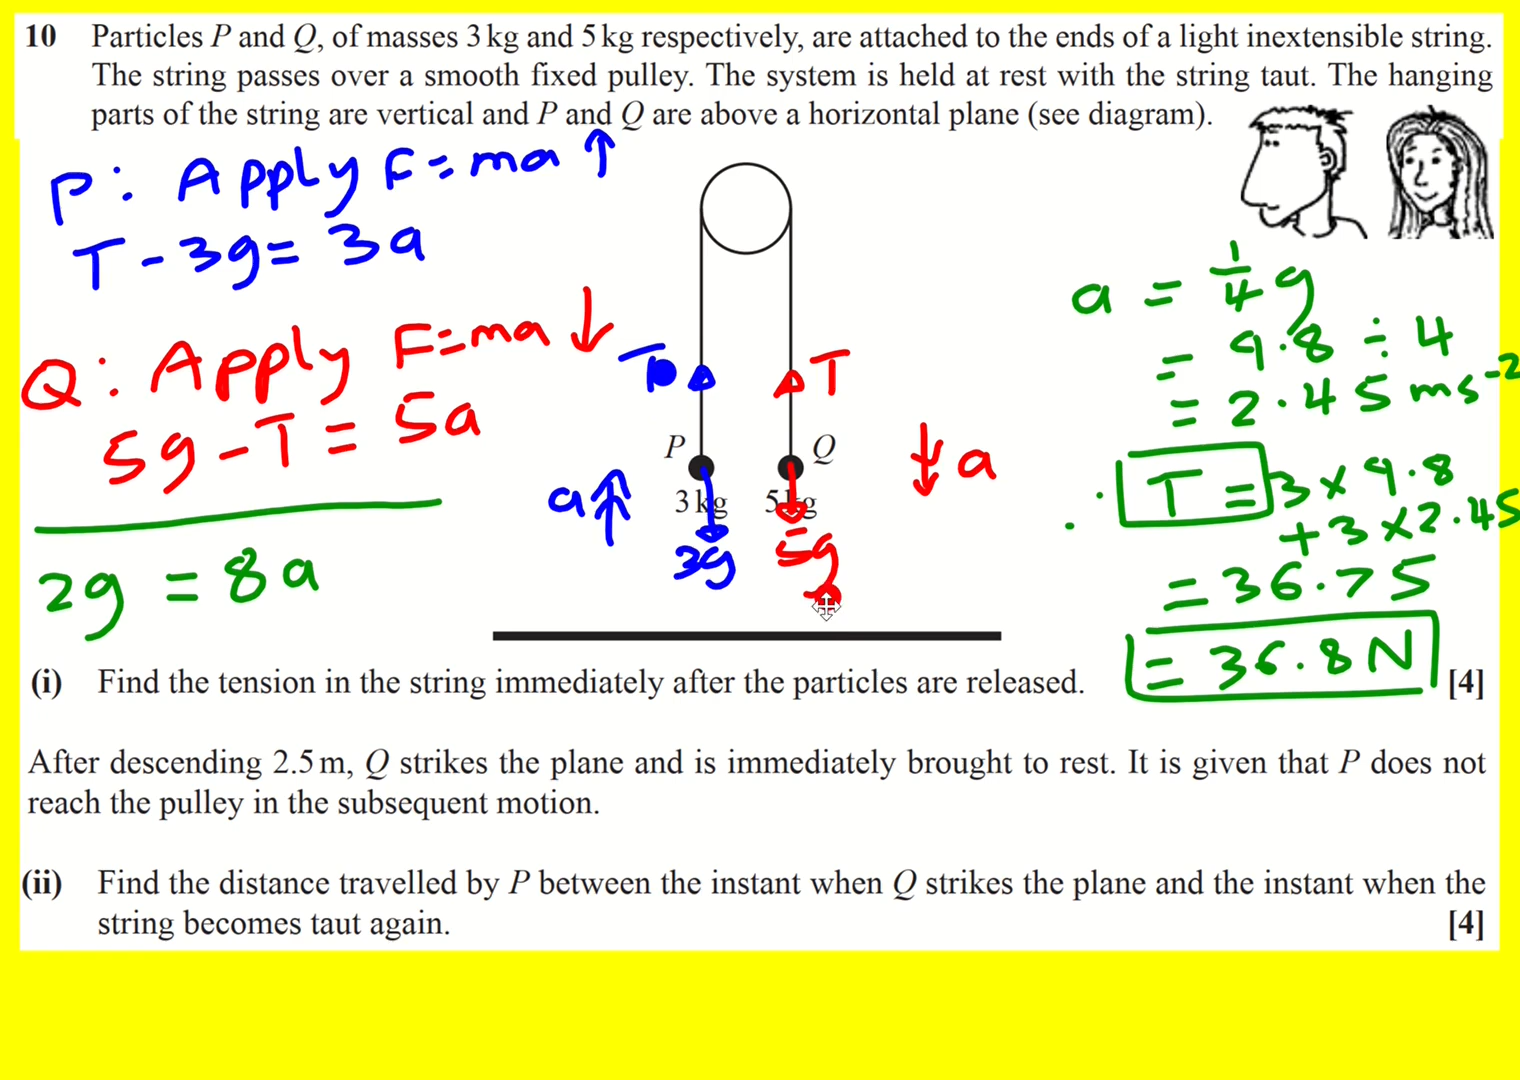 10 Particles P and Q, of masses 3 kg and 5 kg respectively, are attached to the ends of a light inextensible string.
The string passes over a smooth fixed pulley. The system is held at rest with the string taut. The hanging
parts of the string are vertical and P and Q are above a horizontal plane (see diagram).
P: Apply F=ma ↑
T - 3g = 3a
Q: Apply F=ma ↓
5g - T = 5a
2g = 8a
T
T
P
Q
a
3 kg
5 kg
a
3g
5g
a = 1/4 g
= 9.8 ÷ 4
= 2.45 ms⁻²
T = 3 × 9.8
+ 3 × 2.45
= 36.75
= 36.8 N
(i) Find the tension in the string immediately after the particles are released. [4]
After descending 2.5 m, Q strikes the plane and is immediately brought to rest. It is given that P does not
reach the pulley in the subsequent motion.
(ii) Find the distance travelled by P between the instant when Q strikes the plane and the instant when the
string becomes taut again. [4]